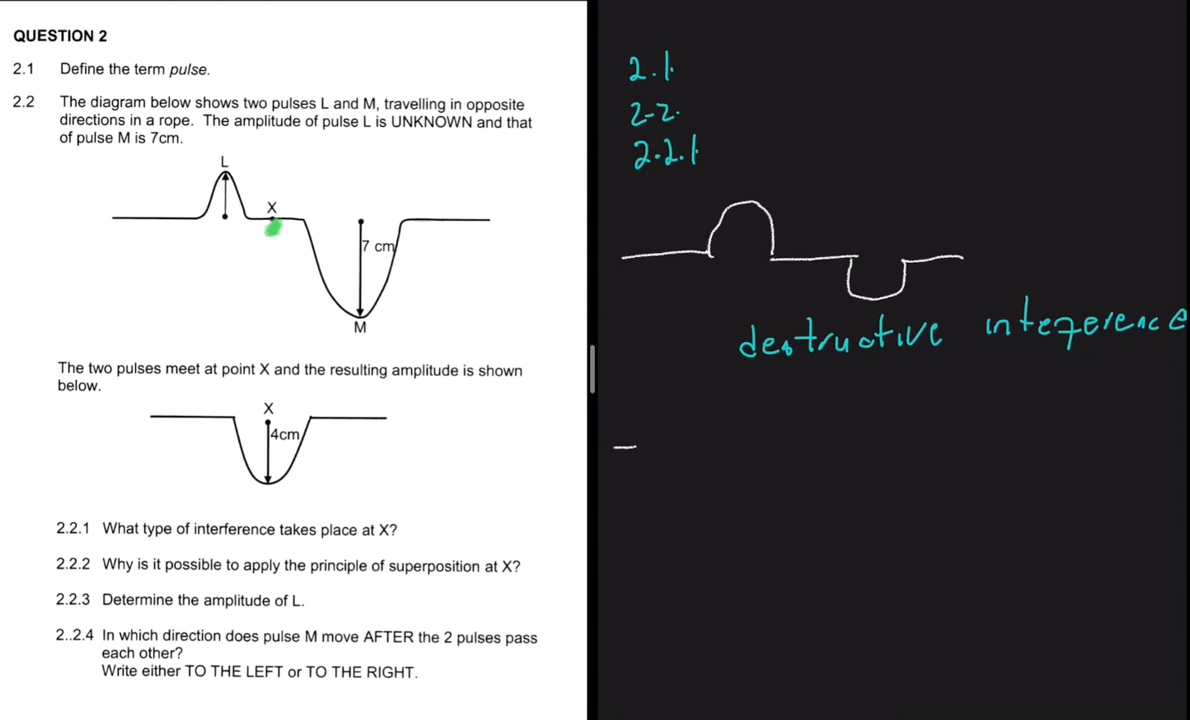 QUESTION 2
2.1 Define the term pulse.
2.2 The diagram below shows two pulses L and M, travelling in opposite
directions in a rope. The amplitude of pulse L is UNKNOWN and that
of pulse M is 7cm.
L
X
7 cm
M
The two pulses meet at point X and the resulting amplitude is shown
below.
X
4cm
2.2.1 What type of interference takes place at X?
2.2.2 Why is it possible to apply the principle of superposition at X?
2.2.3 Determine the amplitude of L.
2..2.4 In which direction does pulse M move AFTER the 2 pulses pass
each other?
Write either TO THE LEFT or TO THE RIGHT.
2.1.
2-2.
2.2.1
destructive interference